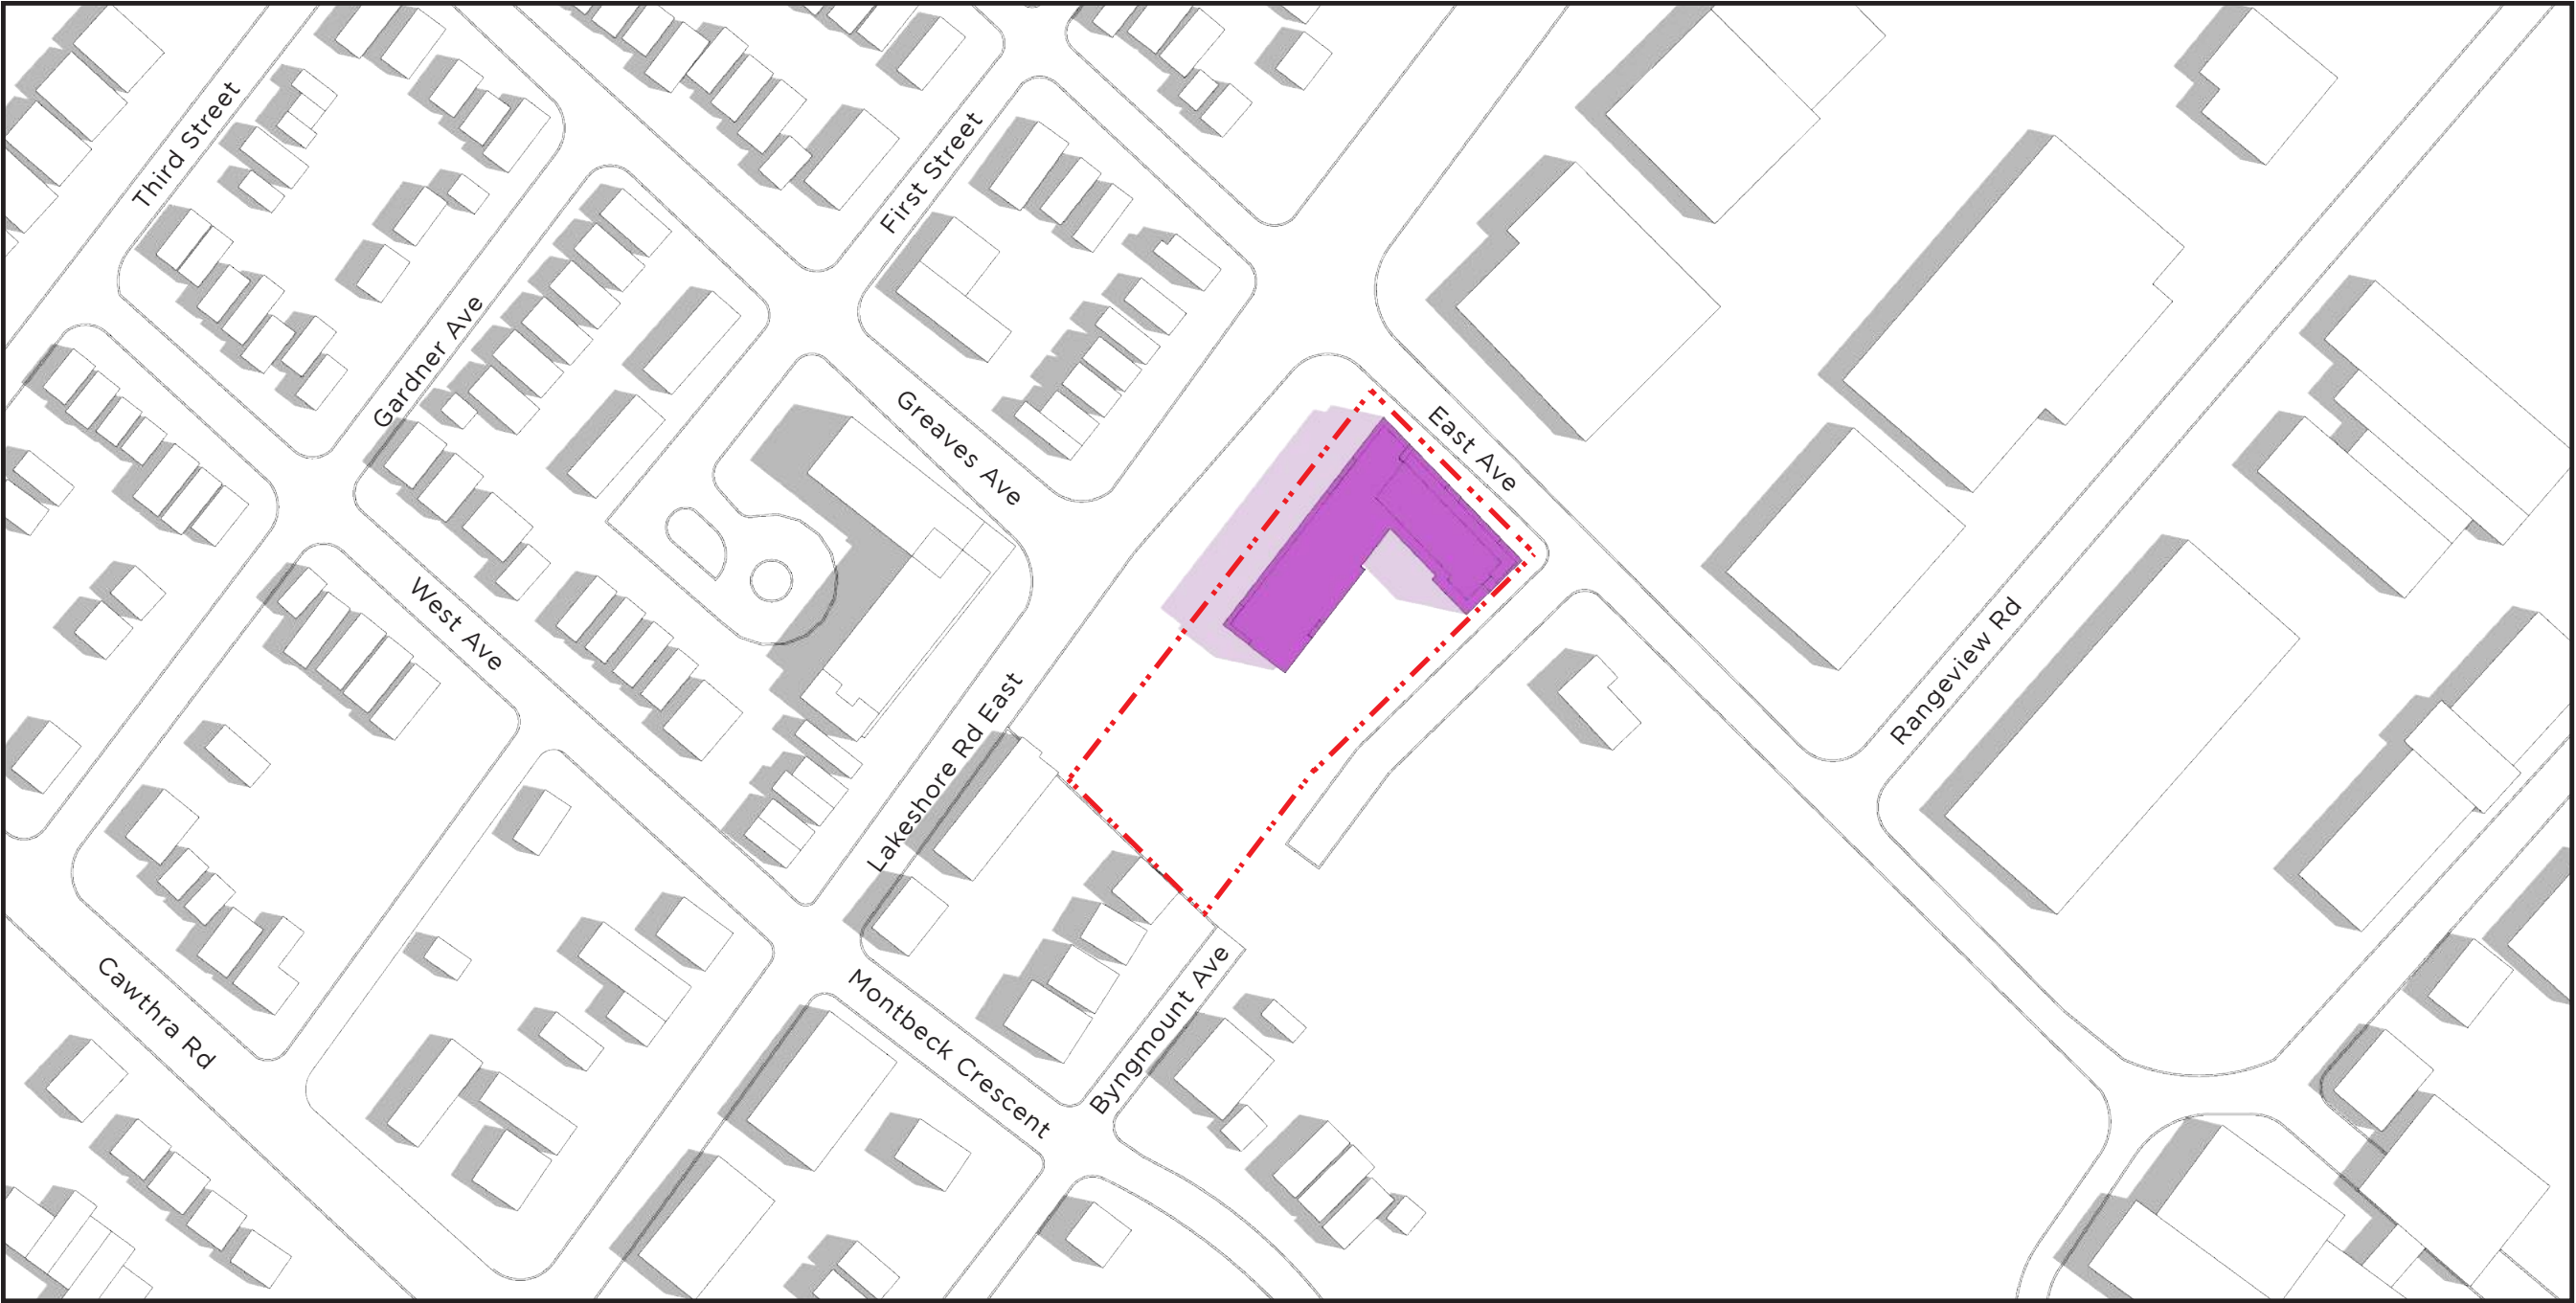 Third Street
First Street
Gardner Ave
Greaves Ave
East Ave
West Ave
Rangeview Rd
Lakeshore Rd East
Cawthra Rd
Montbeck Crescent
Byngmount Ave